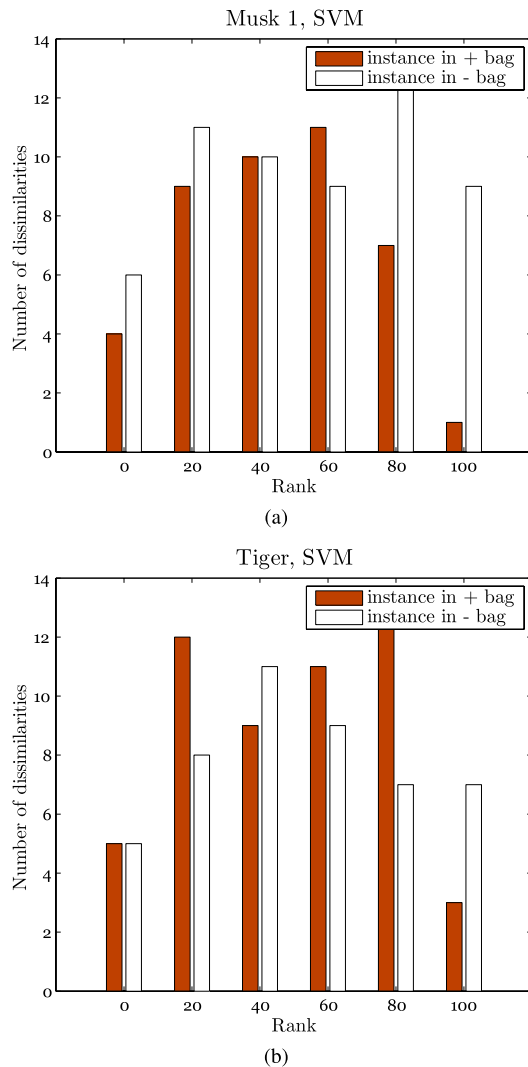 Musk 1, SVM
14
12
10
8
6
4
2
0
Number of dissimilarities
instance in + bag
instance in - bag
0 20 40 60 80 100
Rank
(a)
Tiger, SVM
14
12
10
8
6
4
2
0
Number of dissimilarities
instance in + bag
instance in - bag
0 20 40 60 80 100
Rank
(b)